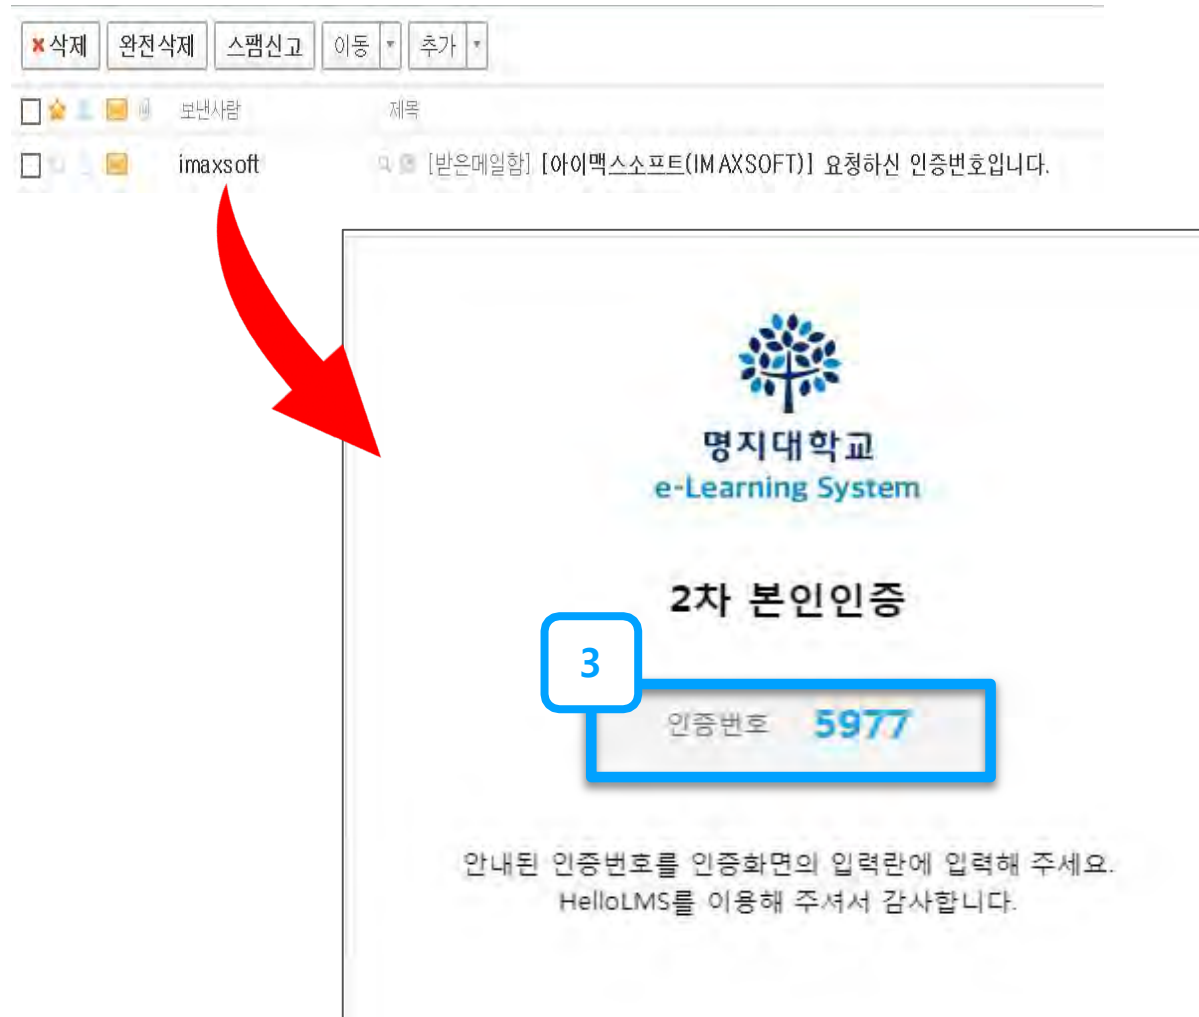 삭제 완전삭제 스팸신고 이동 추가
보낸사람 제목
imaxsoft [받은메일함] [아이맥스소프트(IMAXSOFT)] 요청하신 인증번호입니다.
명지대학교
e-Learning System
2차 본인인증
3
인증번호 5977
안내된 인증번호를 인증화면의 입력란에 입력해 주세요.
HelloLMS를 이용해 주셔서 감사합니다.